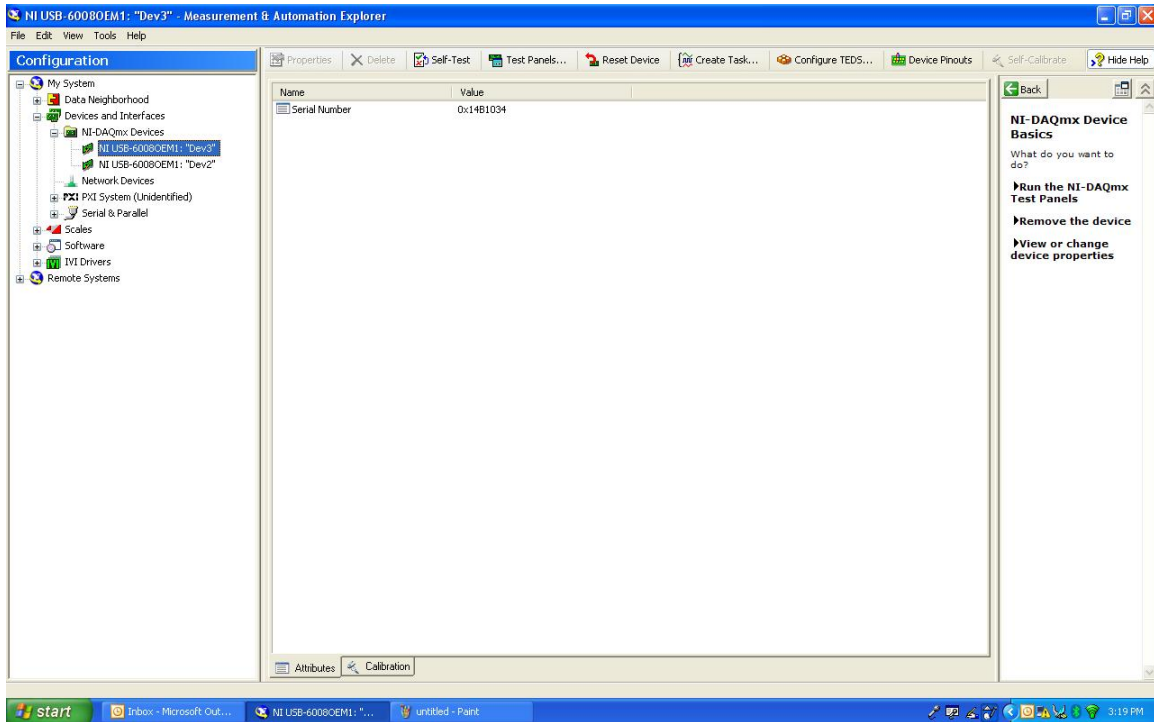 NI USB-6008OEM1: "Dev3" - Measurement & Automation Explorer
File Edit View Tools Help
Configuration
My System
Data Neighborhood
Devices and Interfaces
NI-DAQmx Devices
NI USB-6008OEM1: "Dev3"
NI USB-6008OEM1: "Dev2"
Network Devices
PXI PXI System (Unidentified)
Serial & Parallel
Scales
Software
IVI IVI Drivers
Remote Systems
Properties Delete Self-Test Test Panels... Reset Device Create Task... Configure TEDS... Device Pinouts Self-Calibrate Hide Help
Name Value
Serial Number 0x14B1034
Attributes Calibration
Back
NI-DAQmx Device
Basics
What do you want to
do?
Run the NI-DAQmx
Test Panels
Remove the device
View or change
device properties
start Inbox - Microsoft Out... NI USB-6008OEM1: "... untitled - Paint 3:19 PM